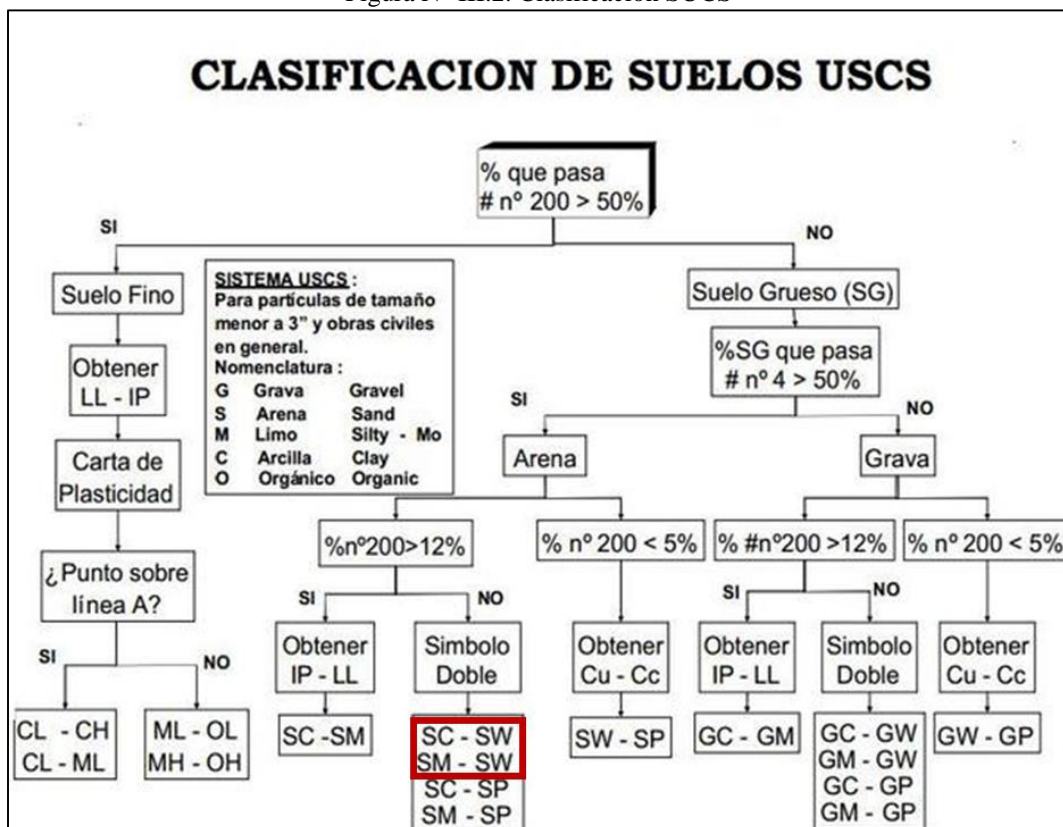 Figura N° III.2: Clasificación SUCS
CLASIFICACION DE SUELOS USCS
% que pasa
# nº 200 > 50%
SI
NO
Suelo Fino
Obtener
LL - IP
Carta de
Plasticidad
¿Punto sobre
línea A?
SI
NO
CL - CH
CL - ML
ML - OL
MH - OH
SISTEMA USCS :
Para partículas de tamaño
menor a 3” y obras civiles
en general.
Nomenclatura :
G Grava Gravel
S Arena Sand
M Limo Silty - Mo
C Arcilla Clay
O Orgánico Organic
Suelo Grueso (SG)
%SG que pasa
# nº 4 > 50%
SI
NO
Arena
Grava
%nº200>12%
% nº 200 < 5%
% #nº200 >12%
% nº 200 < 5%
SI
NO
SI
NO
Obtener
IP - LL
Simbolo
Doble
Obtener
Cu - Cc
Obtener
IP - LL
Simbolo
Doble
Obtener
Cu - Cc
SC -SM
SC - SW
SM - SW
SC - SP
SM - SP
SW - SP
GC - GM
GC - GW
GM - GW
GC - GP
GM - GP
GW - GP